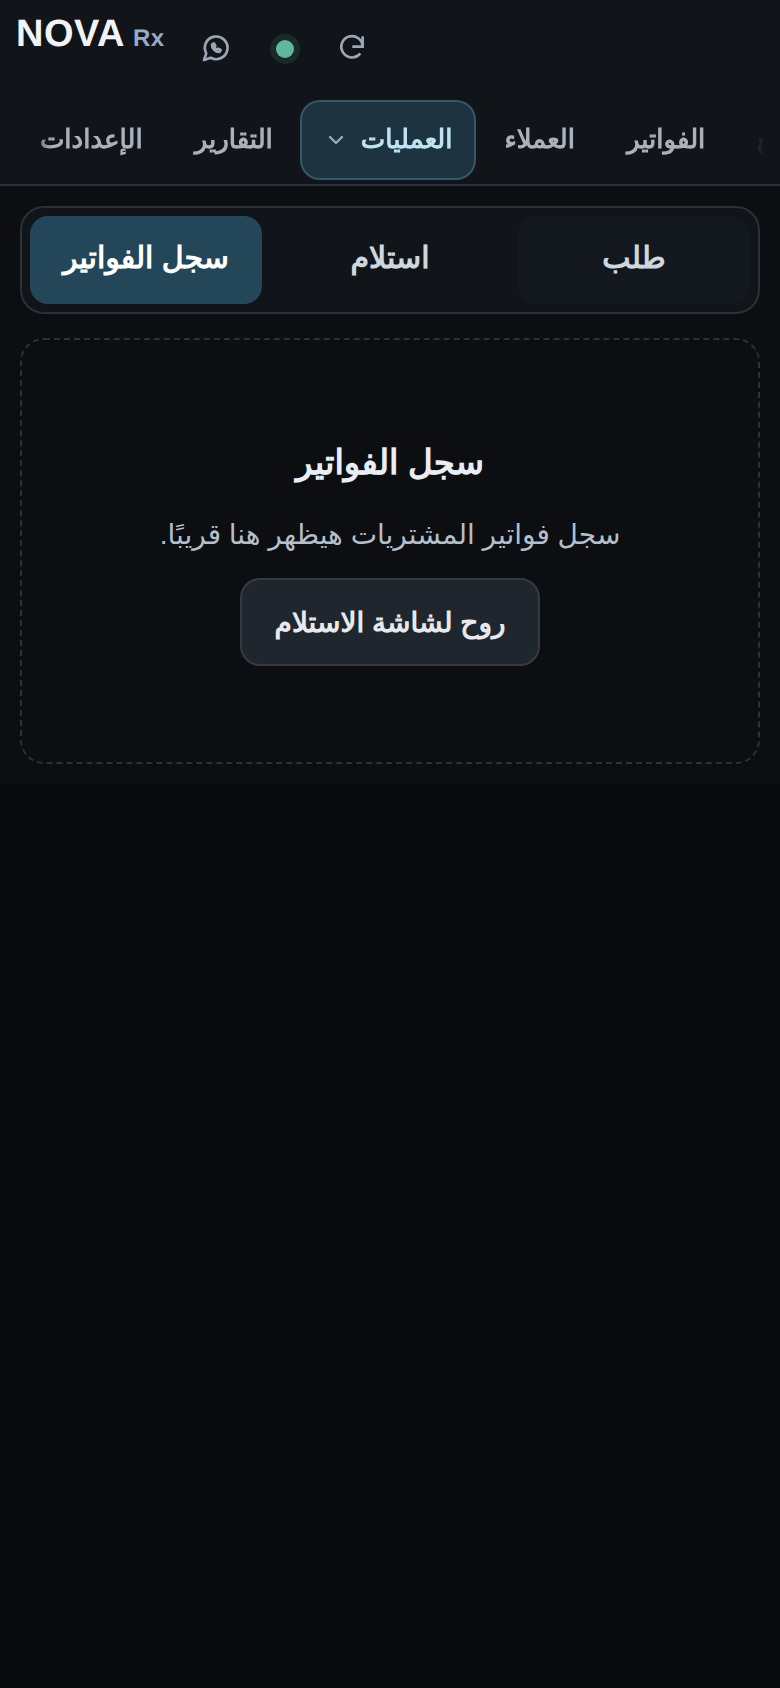 NOVA Rx
الفواتير العملاء العمليات التقارير الإعدادات
طلب استلام سجل الفواتير
سجل الفواتير
سجل فواتير المشتريات هيظهر هنا قريبًا.
روح لشاشة الاستلام